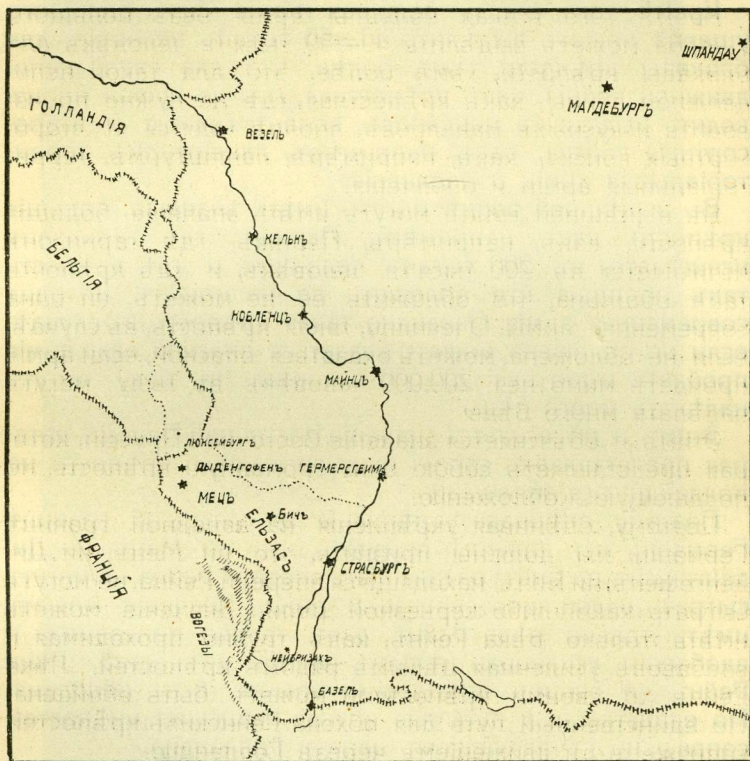 ШПАНДАУ
МАГДЕБУРГЪ
ГОЛЛАНДІЯ
ВЕЗЕЛЬ
КЕЛЬНЪ
БЕЛЬГІЯ
КОБЛЕНЦЪ
МАЙНЦЪ
ЛЮКСЕМБУРГЪ
ДЫДЕНГОФЕНЪ
ГЕРМЕРСГЕЙМЪ
МЕЦЪ
БИЧЪ
ЕЛЬЗАСЪ
ФРАНЦІЯ
СТРАСБУРГЪ
ВОГЕЗЫ
НЕЙБРИЗАХЪ
БАЗЕЛЬ